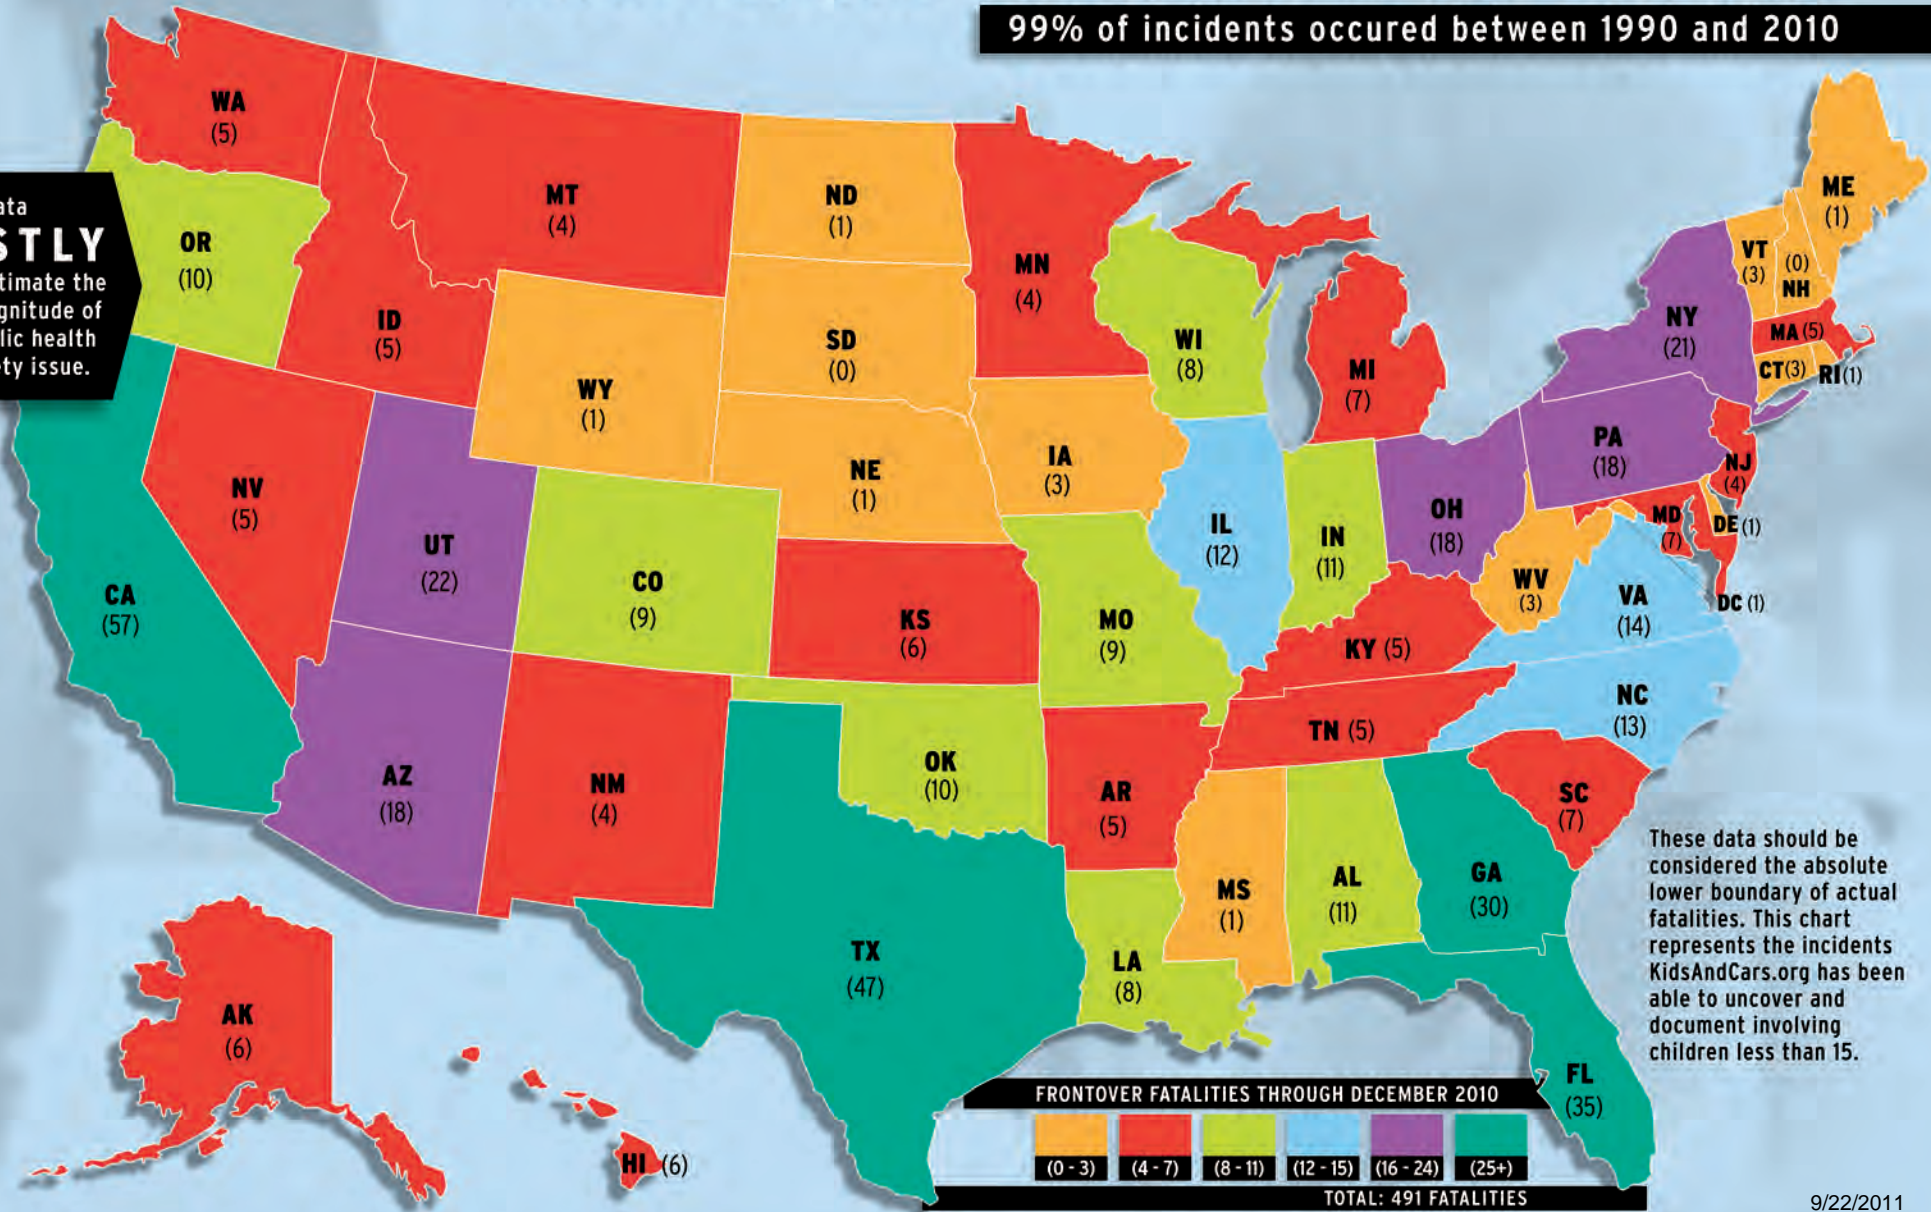 99% of incidents occured between 1990 and 2010
WA
(5)
OR
(10)
ID
(5)
MT
(4)
ND
(1)
SD
(0)
WY
(1)
NE
(1)
MN
(4)
WI
(8)
MI
(7)
IA
(3)
NV
(5)
UT
(22)
CO
(9)
KS
(6)
MO
(9)
IL
(12)
IN
(11)
OH
(18)
PA
(18)
NY
(21)
VT
(3)
(0)
NH
ME
(1)
MA (5)
CT(3)
RI(1)
NJ
(4)
MD
(7)
DE (1)
DC (1)
WV
(3)
VA
(14)
KY (5)
TN (5)
NC
(13)
SC
(7)
CA
(57)
AZ
(18)
NM
(4)
OK
(10)
AR
(5)
TX
(47)
LA
(8)
MS
(1)
AL
(11)
GA
(30)
FL
(35)
AK
(6)
HI (6)
timate the
gnitude of
lic health
ety issue.
These data should be
considered the absolute
lower boundary of actual
fatalities. This chart
represents the incidents
KidsAndCars.org has been
able to uncover and
document involving
children less than 15.
FRONTOVER FATALITIES THROUGH DECEMBER 2010
(0 - 3) (4 - 7) (8 - 11) (12 - 15) (16 - 24) (25+)
TOTAL: 491 FATALITIES
9/22/2011